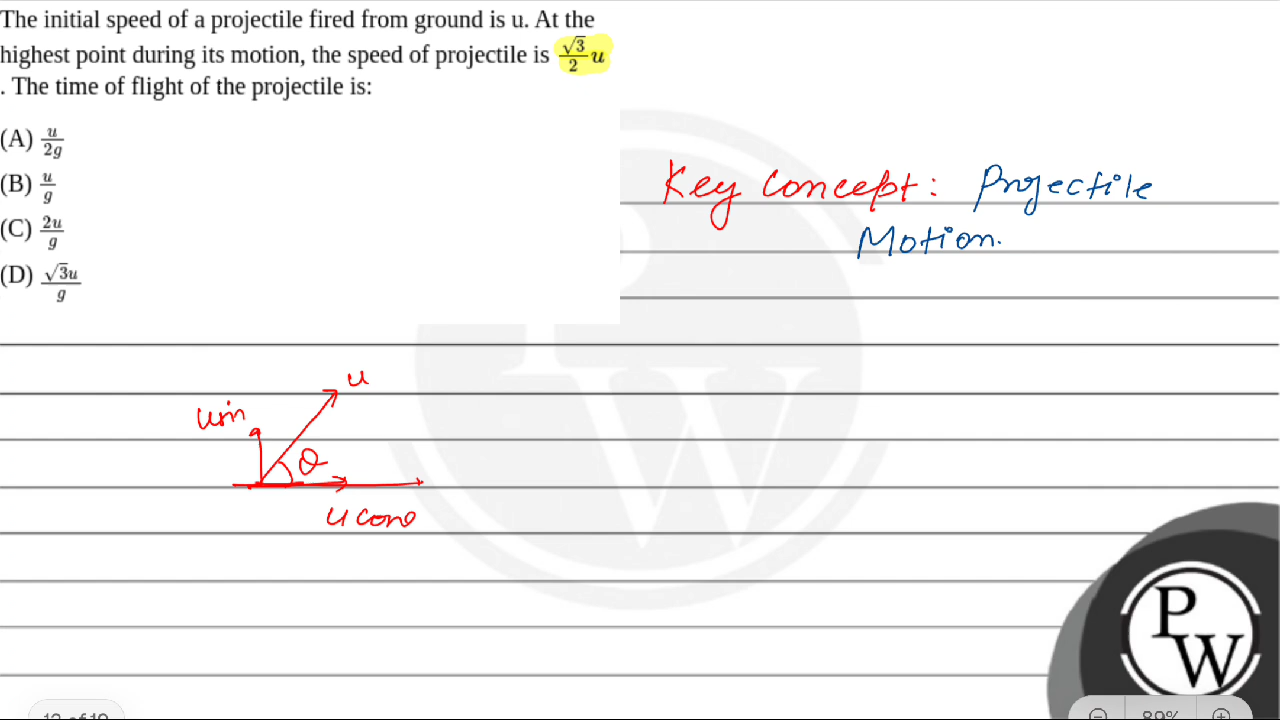 The initial speed of a projectile fired from ground is u. At the
highest point during its motion, the speed of projectile is √3/2 u
. The time of flight of the projectile is:
(A) u/2g
(B) u/g
(C) 2u/g
(D) √3u/g
Key Concept: Projectile
Motion.
u
θ
u cosθ
P
W
P
W
89%